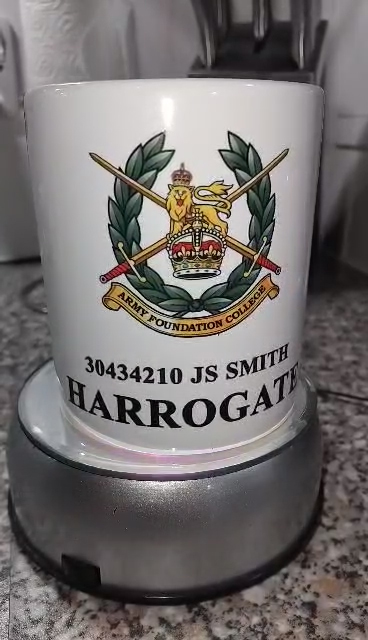 ARMY FOUNDATION COLLEGE
30434210 JS SMITH
HARROGATE